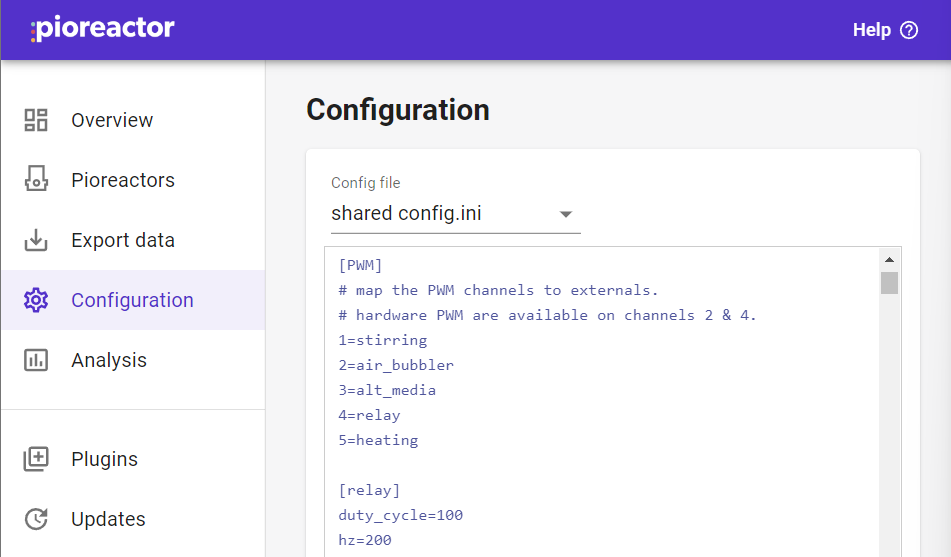 pioreactor
Help
Overview
Pioreactors
Export data
Configuration
Analysis
Plugins
Updates
Configuration
Config file
shared config.ini
[PWM]
# map the PWM channels to externals.
# hardware PWM are available on channels 2 & 4.
1=stirring
2=air_bubbler
3=alt_media
4=relay
5=heating
[relay]
duty_cycle=100
hz=200